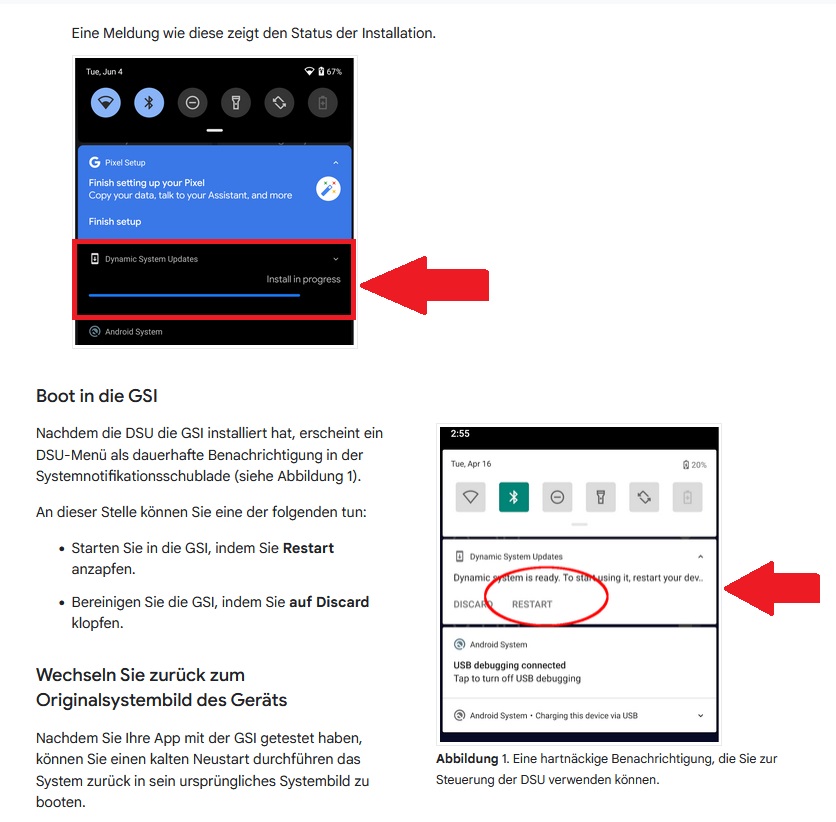 Eine Meldung wie diese zeigt den Status der Installation.
Tue, Jun 4
67%
Pixel Setup
Finish setting up your Pixel
Copy your data, talk to your Assistant, and more
Finish setup
Dynamic System Updates
Install in progress
Android System
Boot in die GSI
Nachdem die DSU die GSI installiert hat, erscheint ein
DSU-Menü als dauerhafte Benachrichtigung in der
Systemnotifikationsschublade (siehe Abbildung 1).
An dieser Stelle können Sie eine der folgenden tun:
• Starten Sie in die GSI, indem Sie Restart
anzapfen.
• Bereinigen Sie die GSI, indem Sie auf Discard
klopfen.
Wechseln Sie zurück zum
Originalsystembild des Geräts
Nachdem Sie Ihre App mit der GSI getestet haben,
können Sie einen kalten Neustart durchführen das
System zurück in sein ursprüngliches Systembild zu
booten.
2:55
Tue, Apr 16
20%
Dynamic System Updates
Dynamic system is ready. To start using it, restart your dev..
DISCARD RESTART
Android System
USB debugging connected
Tap to turn off USB debugging
Android System • Charging this device via USB
Abbildung 1. Eine hartnäckige Benachrichtigung, die Sie zur
Steuerung der DSU verwenden können.